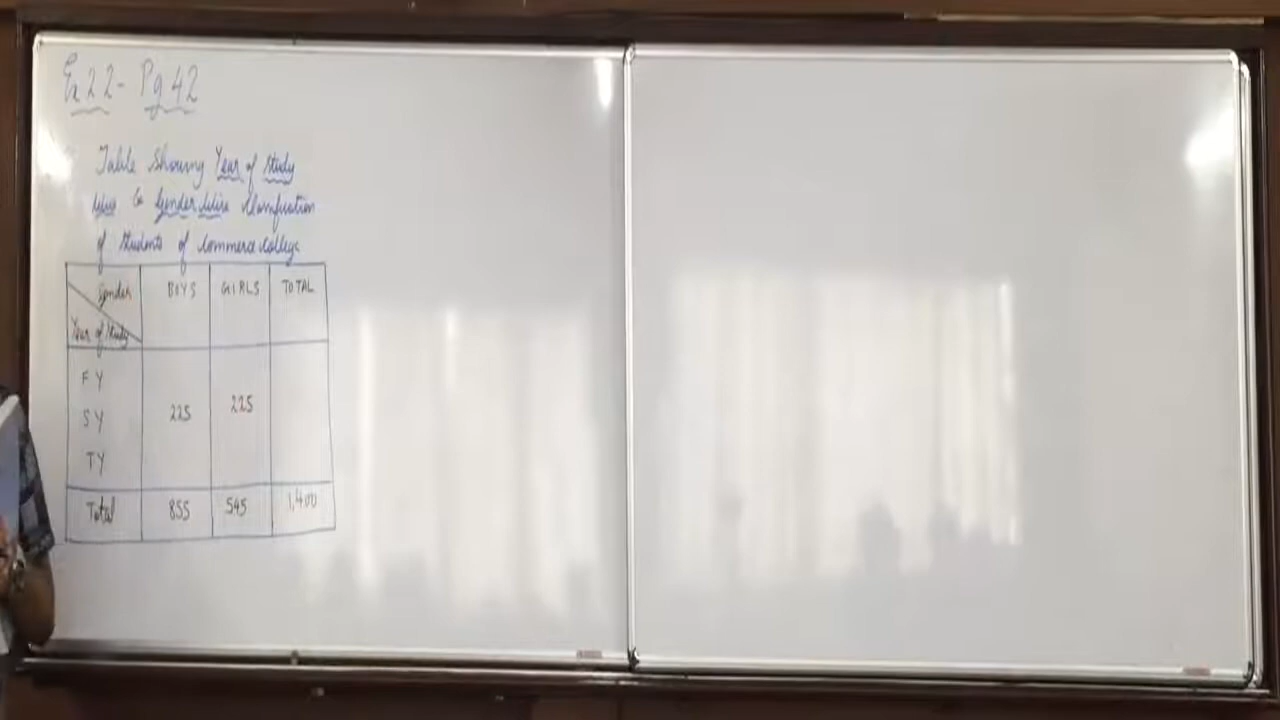 Ex 22- Pg 42
Table Showing Year of Study
Wise & Gender Wise Classification
of Students of Commerce College
Gender BOYS GIRLS TOTAL
Year of Study
FY
SY 225 225
TY
Total 855 545 1,400